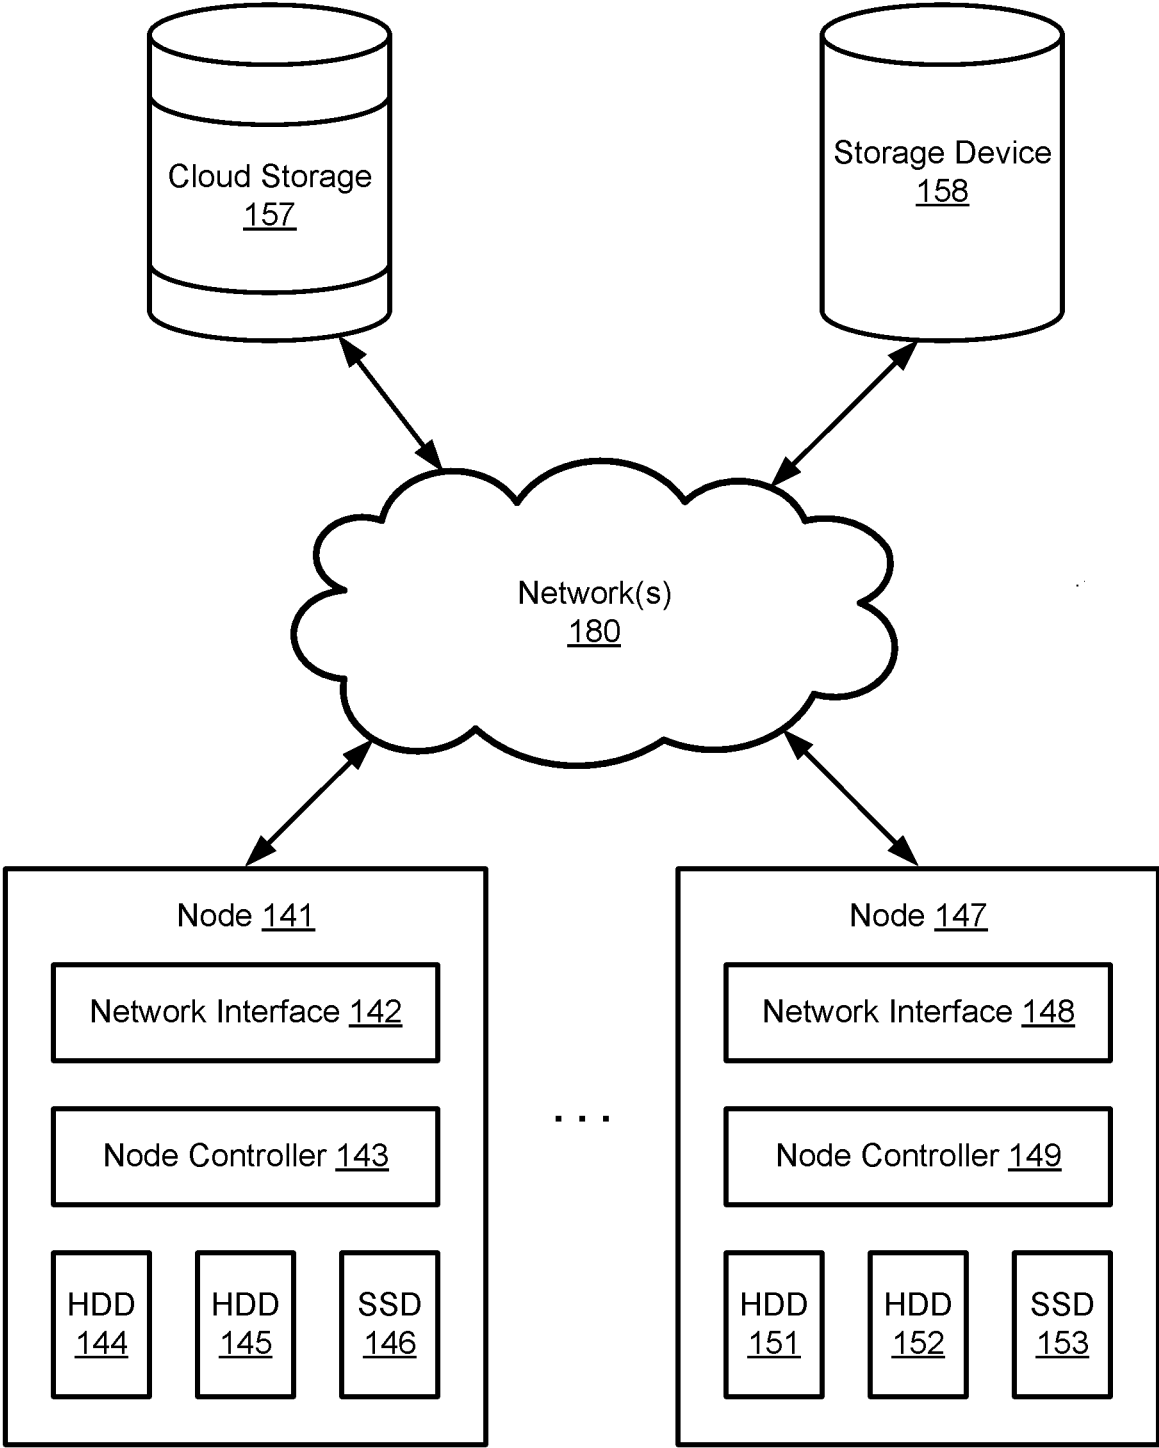 Cloud Storage
157
Storage Device
158
Network(s)
180
Node 141
Network Interface 142
Node Controller 143
HDD
144
HDD
145
SSD
146
. . .
Node 147
Network Interface 148
Node Controller 149
HDD
151
HDD
152
SSD
153